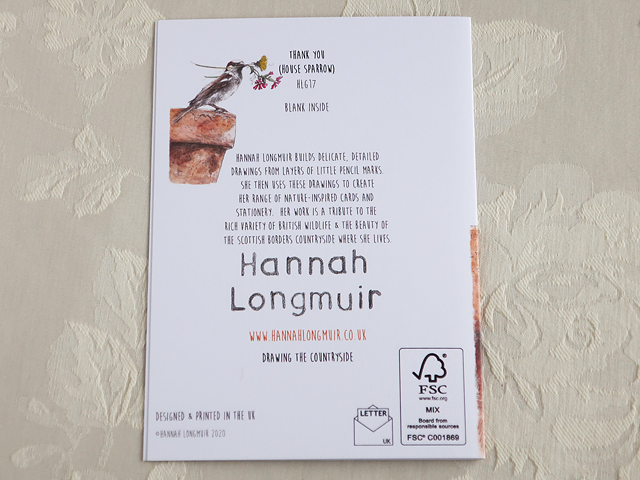 THANK YOU
(HOUSE SPARROW)
HLG17
BLANK INSIDE
HANNAH LONGMUIR BUILDS DELICATE, DETAILED
DRAWINGS FROM LAYERS OF LITTLE PENCIL MARKS.
SHE THEN USES THESE DRAWINGS TO CREATE
HER RANGE OF NATURE-INSPIRED CARDS AND
STATIONERY. HER WORK IS A TRIBUTE TO THE
RICH VARIETY OF BRITISH WILDLIFE & THE BEAUTY OF
THE SCOTTISH BORDERS COUNTRYSIDE WHERE SHE LIVES.
Hannah
Longmuir
WWW.HANNAHLONGMUIR.CO.UK
DRAWING THE COUNTRYSIDE
DESIGNED & PRINTED IN THE UK
©HANNAH LONGMUIR 2020
LETTER
UK
FSC
www.fsc.org
MIX
Board from
responsible sources
FSC® C001869